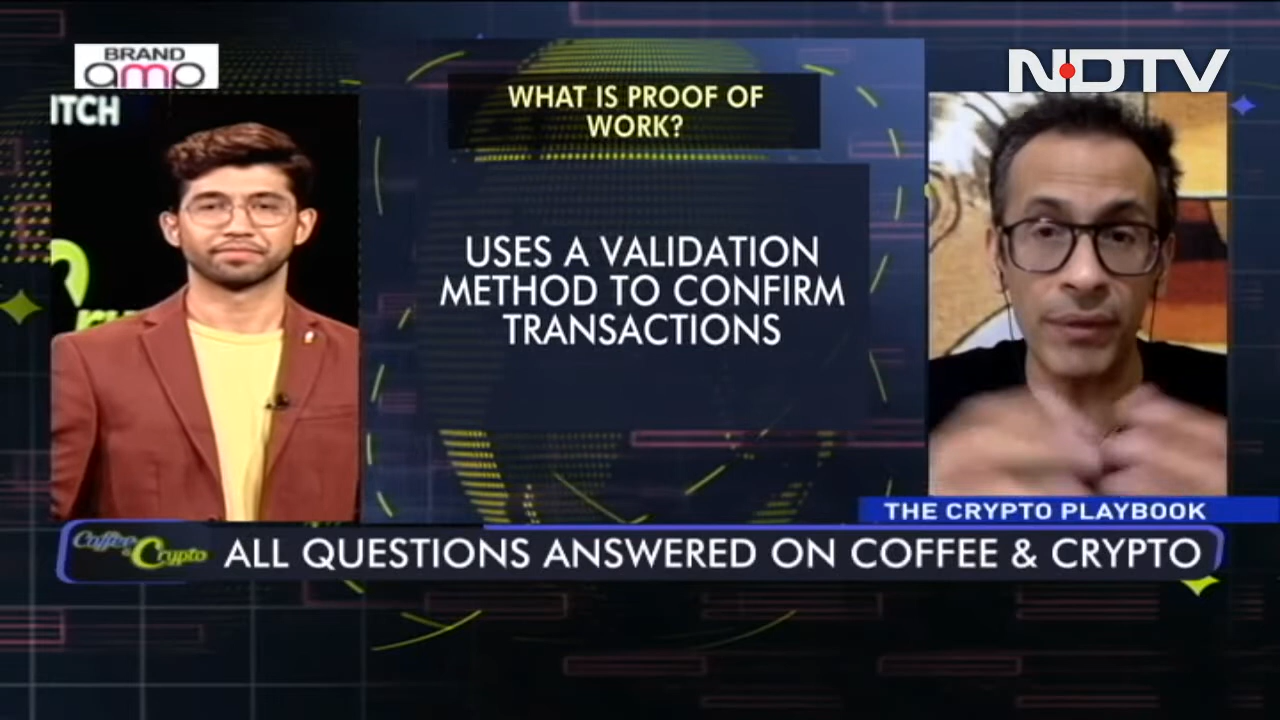 BRAND
amp
NDTV
ITCH
WHAT IS PROOF OF
WORK?
USES A VALIDATION
METHOD TO CONFIRM
TRANSACTIONS
THE CRYPTO PLAYBOOK
Coffee & Crypto
ALL QUESTIONS ANSWERED ON COFFEE & CRYPTO